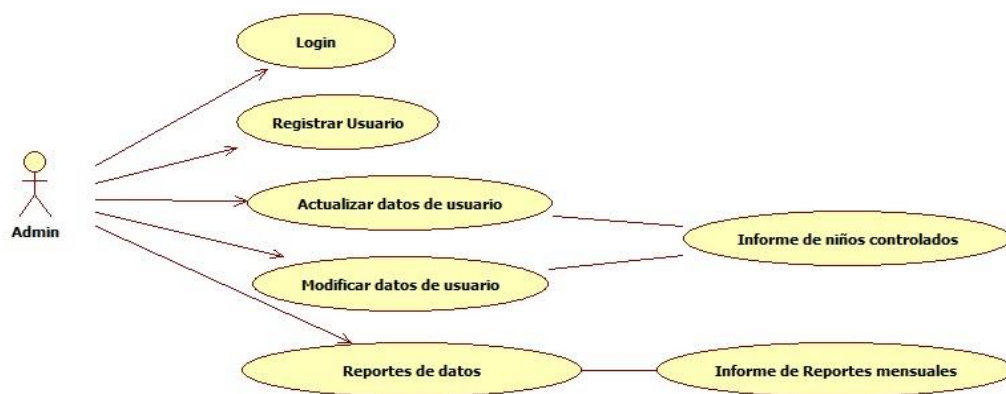 Login
Registrar Usuario
Admin
Actualizar datos de usuario
Informe de niños controlados
Modificar datos de usuario
Reportes de datos
Informe de Reportes mensuales